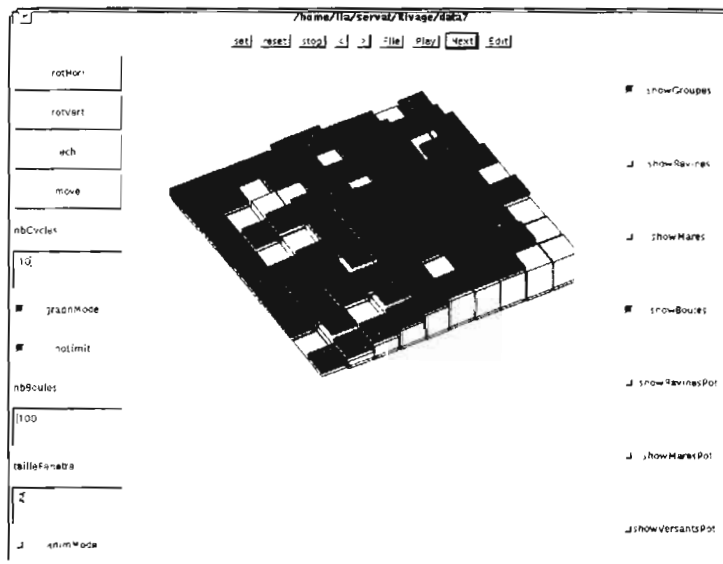 /home/lia/servat/Rivage/data7
set reset stop < > File Play Next Edit
rotHori
rotVert
ech
move
nbCycles
10
graphMode
noLimit
nbBoules
100
tailleFenetre
animMode
showGroupes
showRavines
showMares
showBoules
showRavinesPot
showMaresPot
showVersantsPot